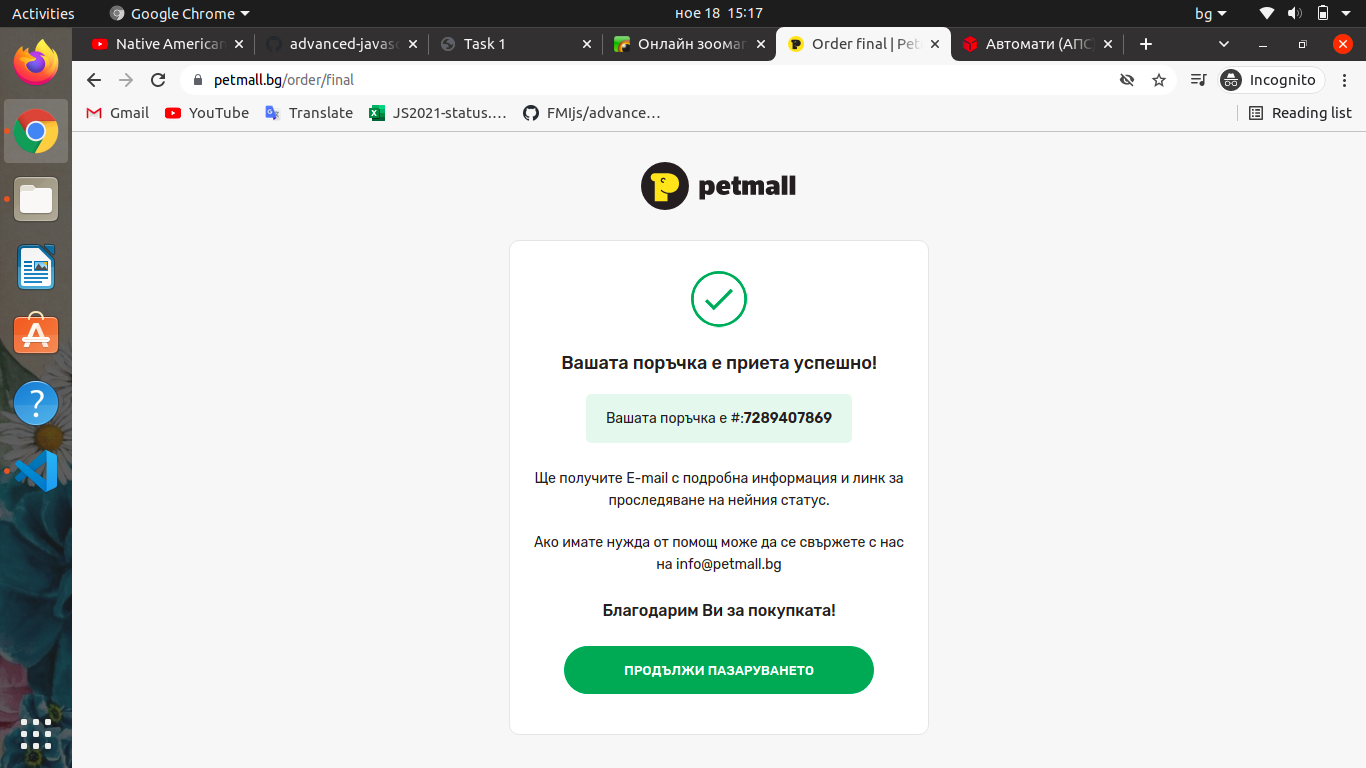 Activities
Google Chrome
ное 18 15:17
bg
Native American
advanced-javasc
Task 1
Онлайн зоомаг
Order final | Pet
Автомати (АПС)
petmall.bg/order/final
Incognito
Gmail
YouTube
Translate
JS2021-status.…
FMIjs/advance…
Reading list
petmall
Вашата поръчка е приета успешно!
Вашата поръчка е #:7289407869
Ще получите E-mail с подробна информация и линк за
проследяване на нейния статус.
Ако имате нужда от помощ може да се свържете с нас
на info@petmall.bg
Благодарим Ви за покупката!
ПРОДЪЛЖИ ПАЗАРУВАНЕТО